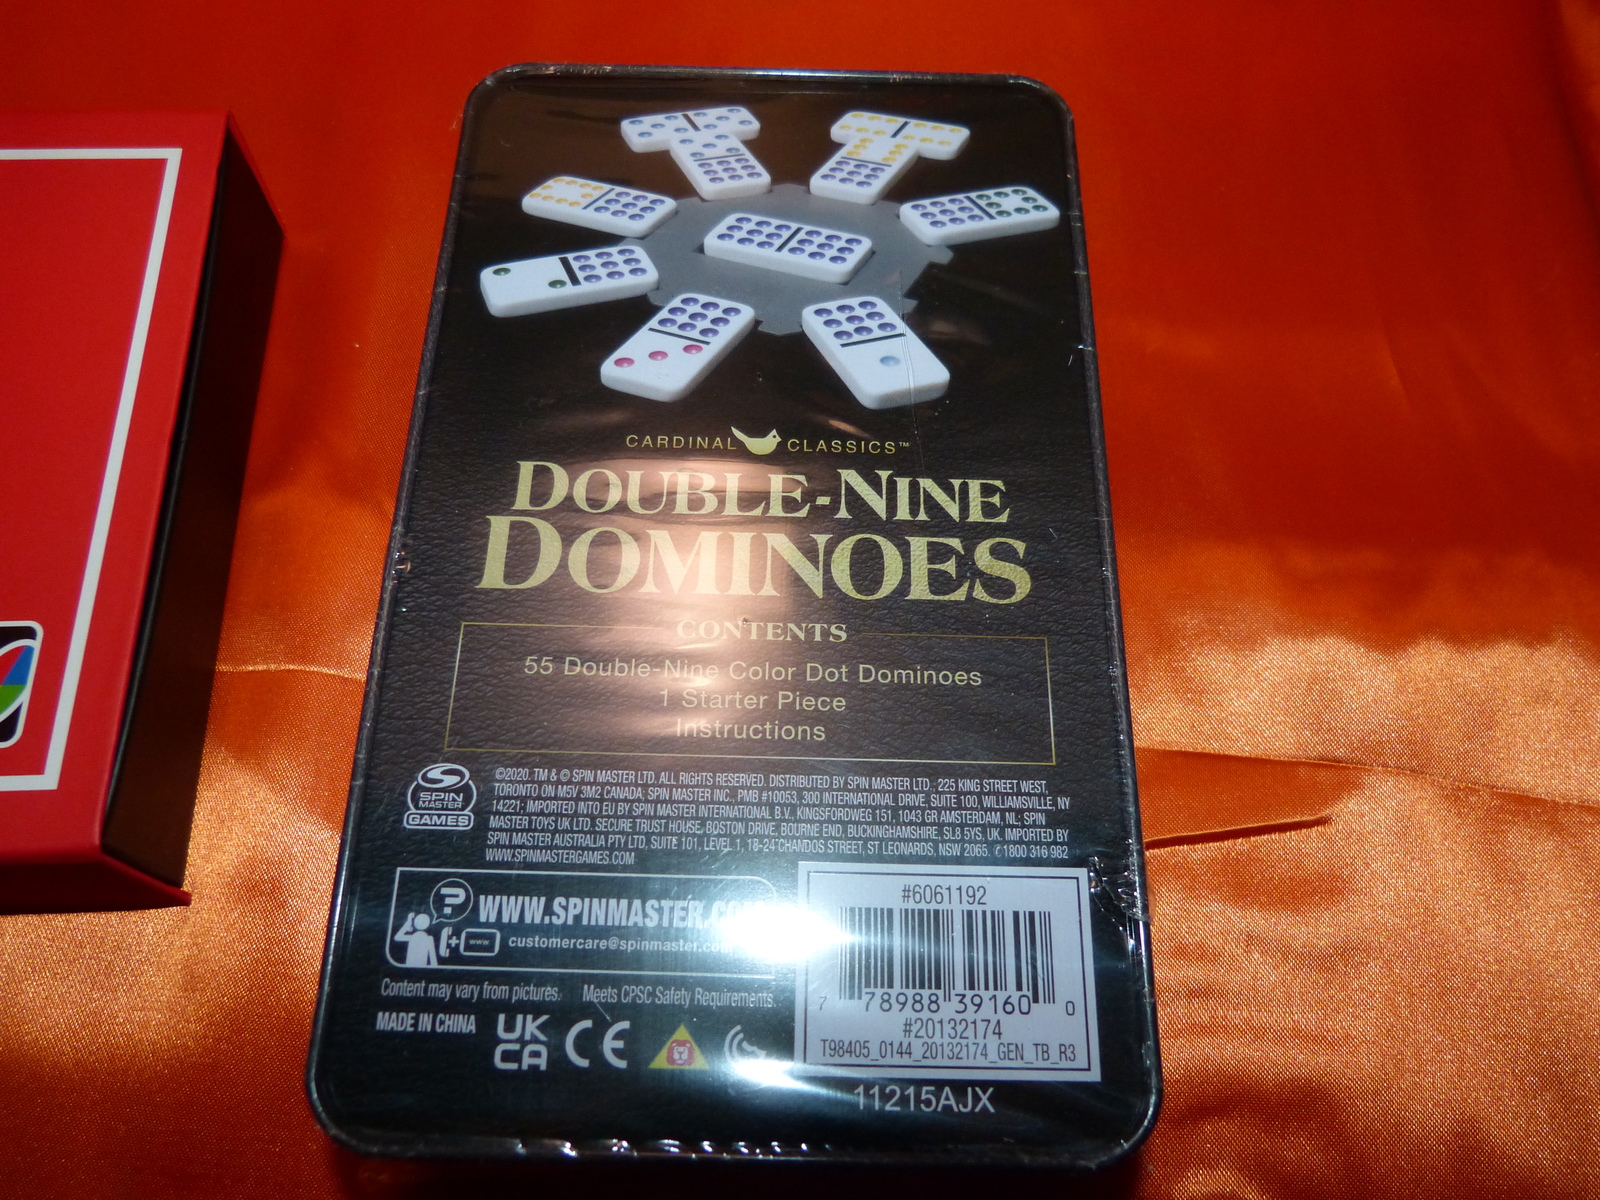 CARDINAL CLASSICS™
DOUBLE-NINE
DOMINOES
CONTENTS
55 Double-Nine Color Dot Dominoes
1 Starter Piece
Instructions
SPIN
MASTER
GAMES
©2020. TM & © SPIN MASTER LTD. ALL RIGHTS RESERVED. DISTRIBUTED BY SPIN MASTER LTD., 225 KING STREET WEST,
TORONTO ON M5V 3M2 CANADA; SPIN MASTER INC., PMB #10053, 300 INTERNATIONAL DRIVE, SUITE 100, WILLIAMSVILLE, NY
14221; IMPORTED INTO EU BY SPIN MASTER INTERNATIONAL B.V., KINGSFORDWEG 151, 1043 GR AMSTERDAM, NL; SPIN
MASTER TOYS UK LTD. SECURE TRUST HOUSE, BOSTON DRIVE, BOURNE END, BUCKINGHAMSHIRE, SL8 5YS, UK. IMPORTED BY
SPIN MASTER AUSTRALIA PTY LTD, SUITE 101, LEVEL 1, 18-24 CHANDOS STREET, ST LEONARDS, NSW 2065. ✆1800 316 982
WWW.SPINMASTERGAMES.COM
?
WWW.SPINMASTER.COM
+ www
customercare@spinmaster.com
Content may vary from pictures. Meets CPSC Safety Requirements.
MADE IN CHINA
UK
CA
CE
#6061192
7 78988 39160 0
#20132174
T98405_0144_20132174_GEN_TB_R3
11215AJX